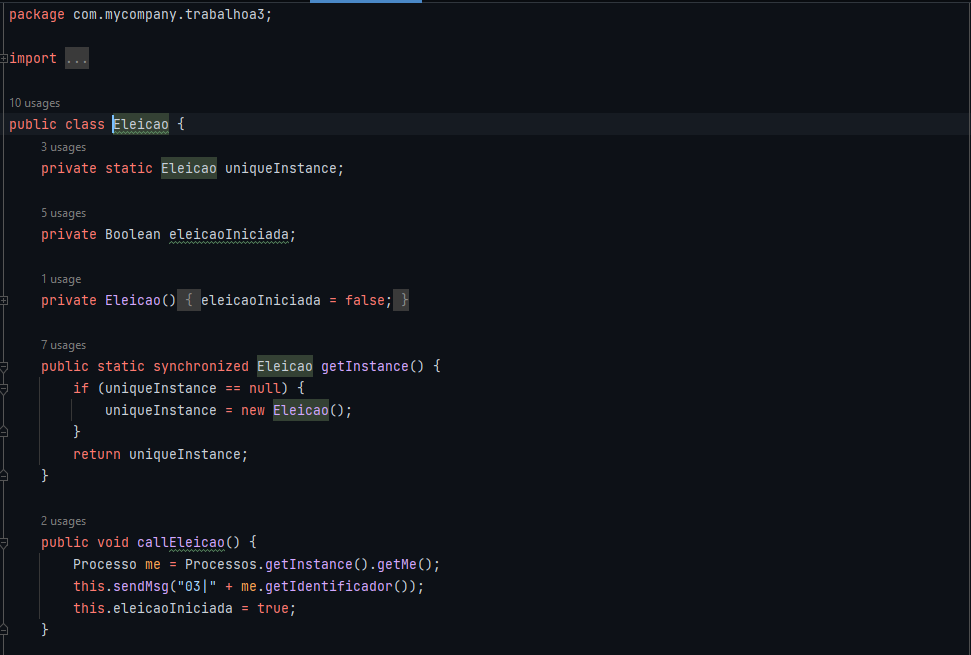 package com.mycompany.trabalhoa3;
import ...
10 usages
public class Eleicao {
3 usages
private static Eleicao uniqueInstance;
5 usages
private Boolean eleicaoIniciada;
1 usage
private Eleicao() { eleicaoIniciada = false; }
7 usages
public static synchronized Eleicao getInstance() {
if (uniqueInstance == null) {
uniqueInstance = new Eleicao();
}
return uniqueInstance;
}
2 usages
public void callEleicao() {
Processo me = Processos.getInstance().getMe();
this.sendMsg("03|" + me.getIdentificador());
this.eleicaoIniciada = true;
}